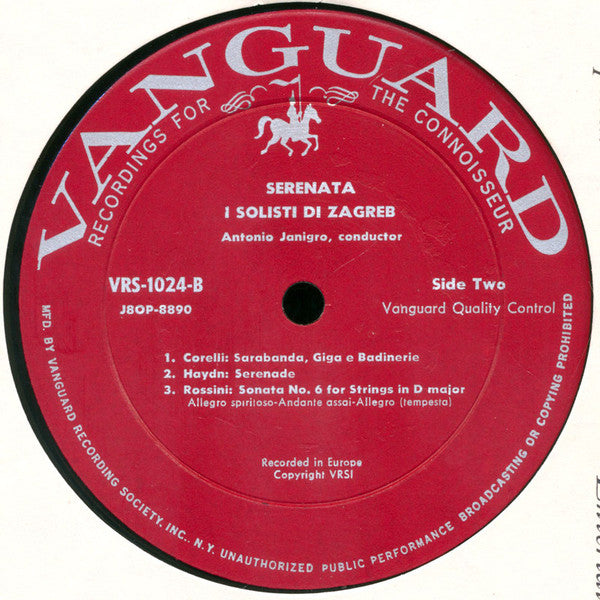 VANGUARD
RECORDINGS FOR THE CONNOISSEUR
SERENATA
I SOLISTI DI ZAGREB
Antonio Janigro, conductor
VRS-1024-B
Side Two
J8OP-8890
Vanguard Quality Control
1. Corelli: Sarabanda, Giga e Badinerie
2. Haydn: Serenade
3. Rossini: Sonata No. 6 for Strings in D major
Allegro spiritoso-Andante assai-Allegro (tempesta)
Recorded in Europe
Copyright VRSI
MFD. BY VANGUARD RECORDING SOCIETY, INC., N.Y. UNAUTHORIZED PUBLIC PERFORMANCE BROADCASTING OR COPYING PROHIBITED